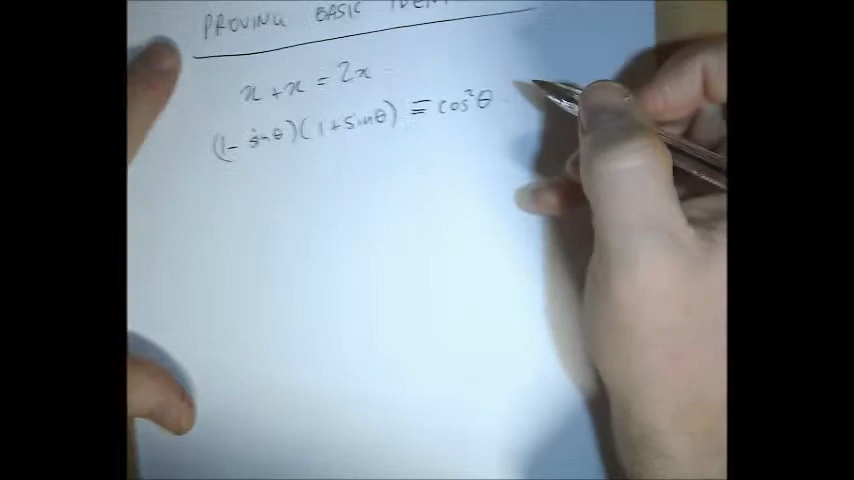 PROVING BASIC
x + x = 2x
(1 - sinθ)(1 + sinθ) ≡ cos²θ